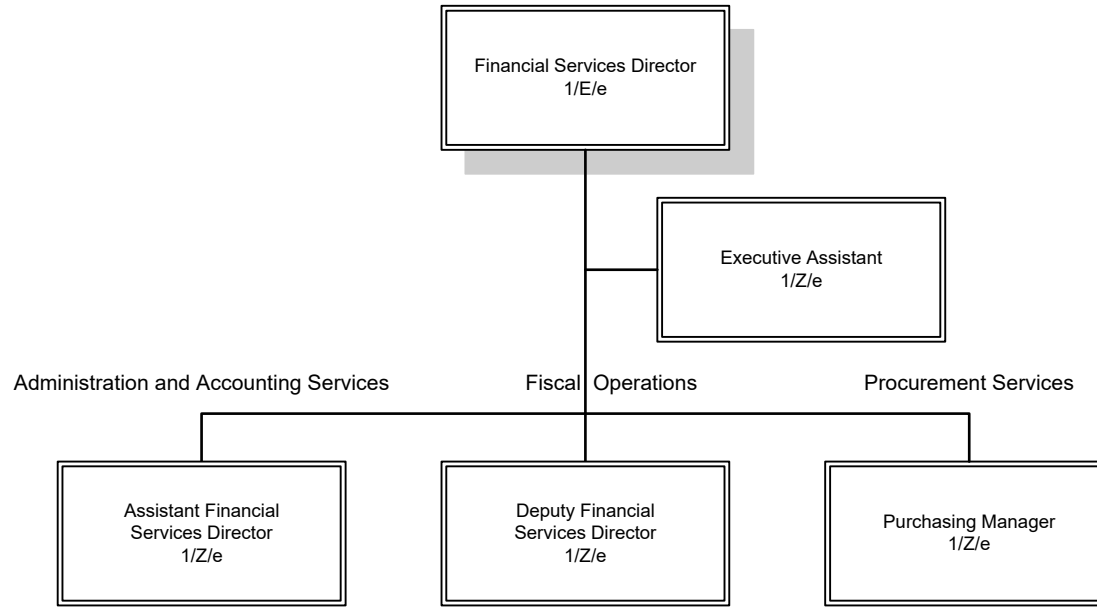 Financial Services Director
1/E/e
Executive Assistant
1/Z/e
Administration and Accounting Services
Fiscal Operations
Procurement Services
Assistant Financial
Services Director
1/Z/e
Deputy Financial
Services Director
1/Z/e
Purchasing Manager
1/Z/e